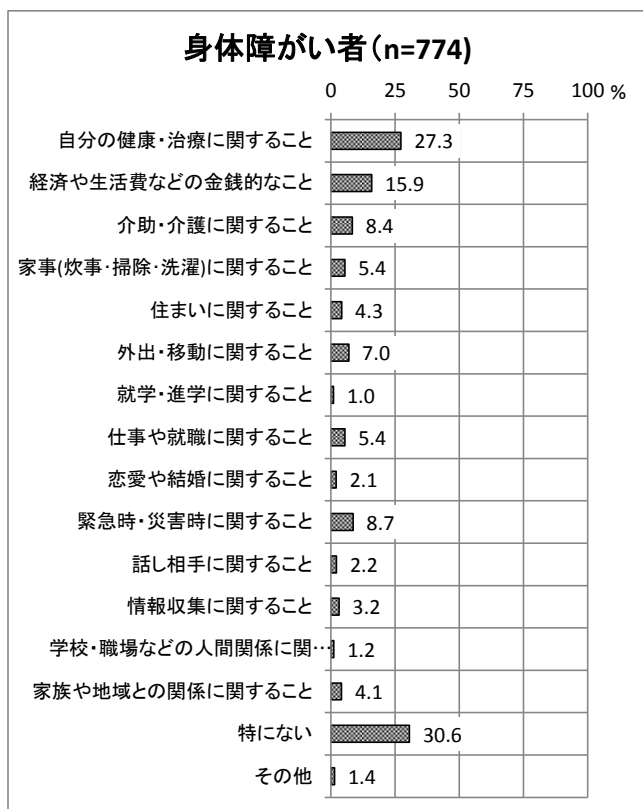 身体障がい者(n=774)
0 25 50 75 100 %
自分の健康・治療に関すること 27.3
経済や生活費などの金銭的なこと 15.9
介助・介護に関すること 8.4
家事(炊事・掃除・洗濯)に関すること 5.4
住まいに関すること 4.3
外出・移動に関すること 7.0
就学・進学に関すること 1.0
仕事や就職に関すること 5.4
恋愛や結婚に関すること 2.1
緊急時・災害時に関すること 8.7
話し相手に関すること 2.2
情報収集に関すること 3.2
学校・職場などの人間関係に関… 1.2
家族や地域との関係に関すること 4.1
特にない 30.6
その他 1.4